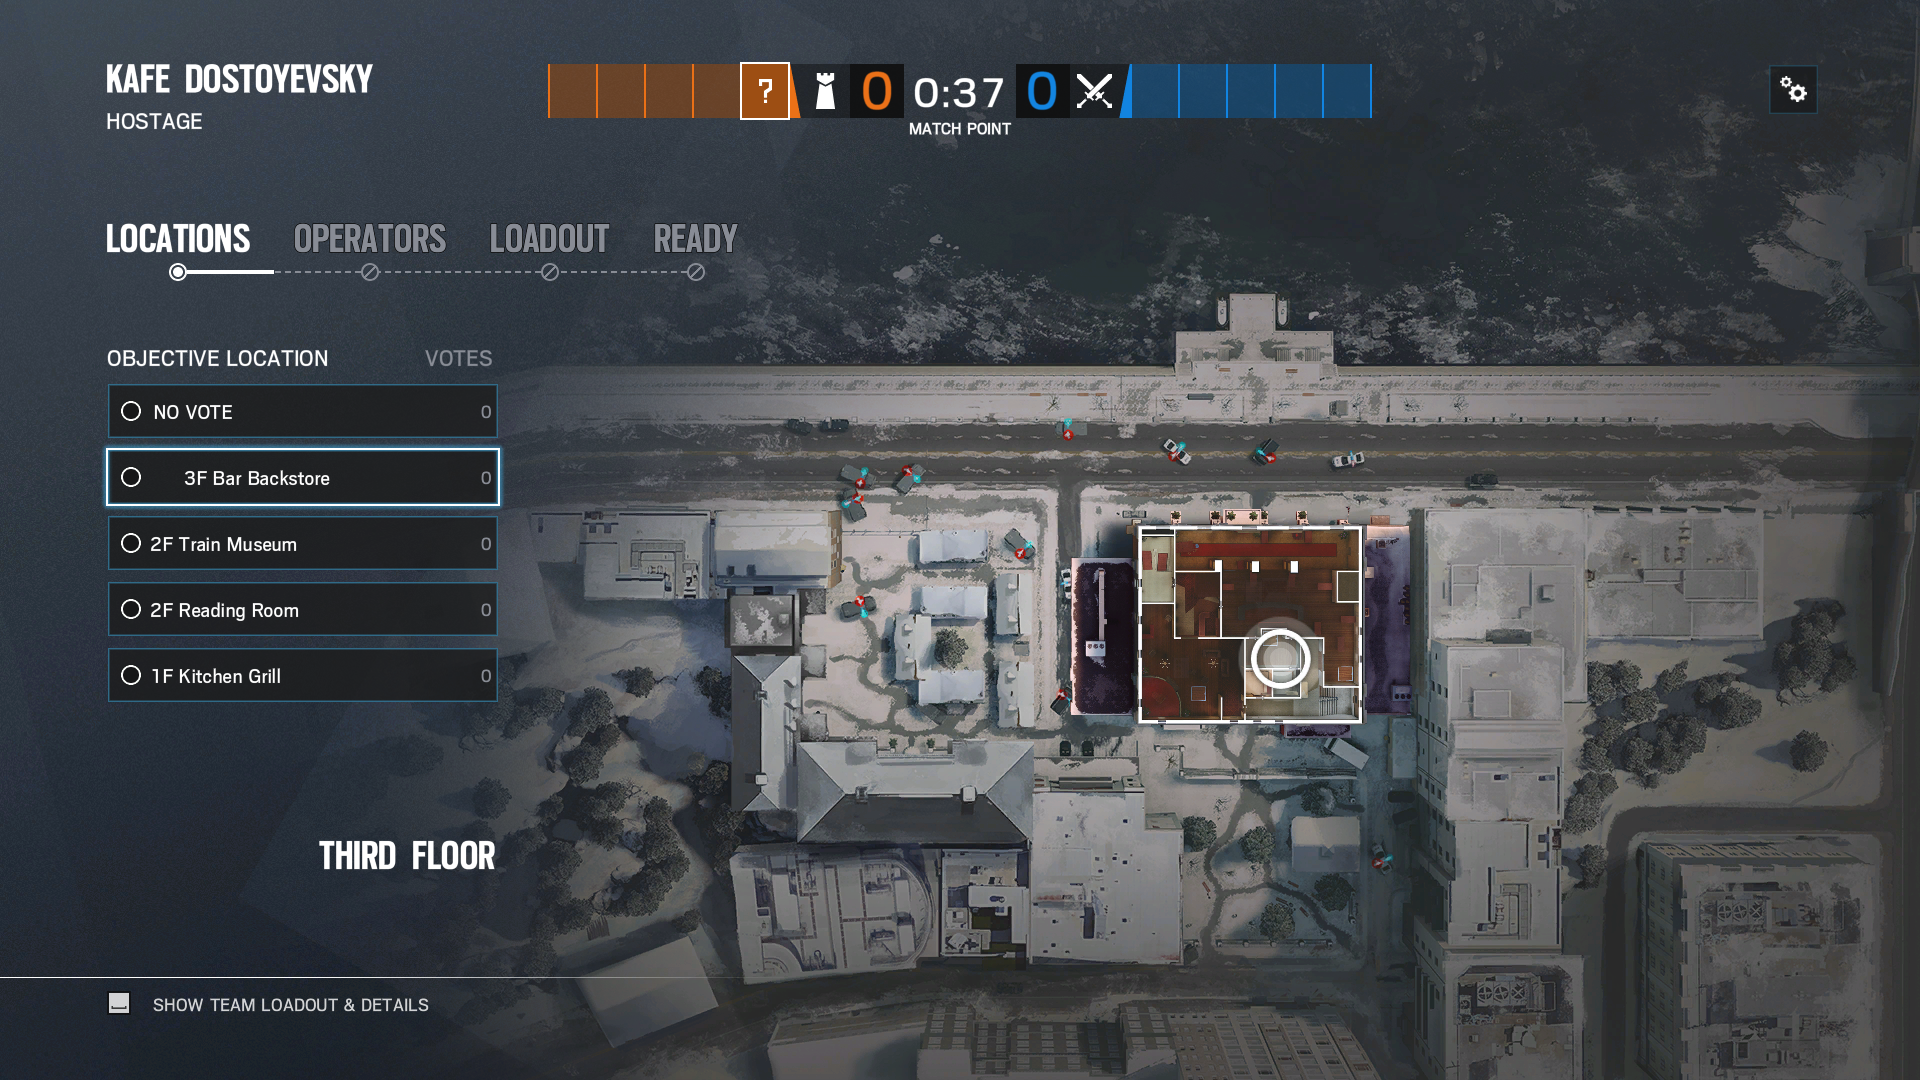 KAFE DOSTOYEVSKY
HOSTAGE
? 0 0:37 0
MATCH POINT
LOCATIONS OPERATORS LOADOUT READY
OBJECTIVE LOCATION VOTES
NO VOTE 0
3F Bar Backstore 0
2F Train Museum 0
2F Reading Room 0
1F Kitchen Grill 0
THIRD FLOOR
SHOW TEAM LOADOUT & DETAILS